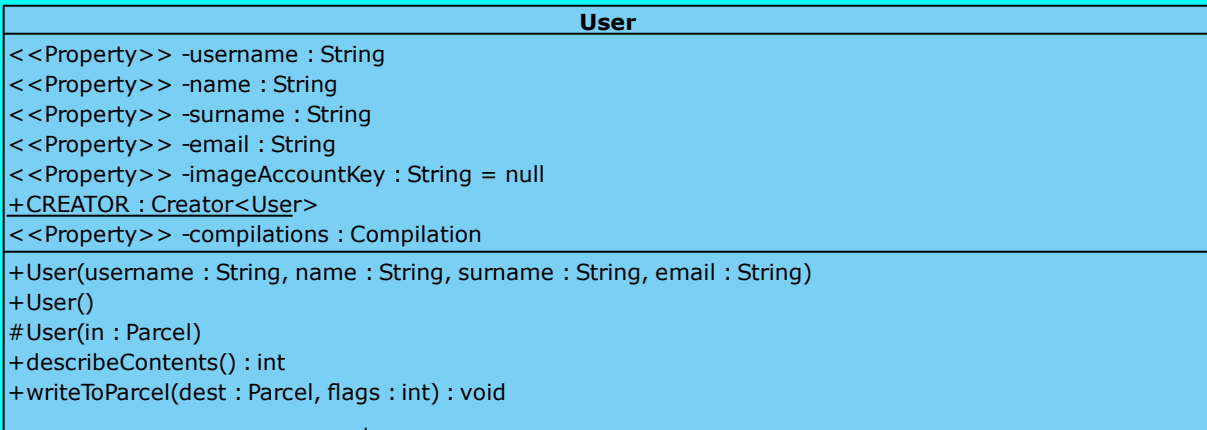 User
<<Property>> -username : String
<<Property>> -name : String
<<Property>> -surname : String
<<Property>> -email : String
<<Property>> -imageAccountKey : String = null
+CREATOR : Creator<User>
<<Property>> -compilations : Compilation
+User(username : String, name : String, surname : String, email : String)
+User()
#User(in : Parcel)
+describeContents() : int
+writeToParcel(dest : Parcel, flags : int) : void